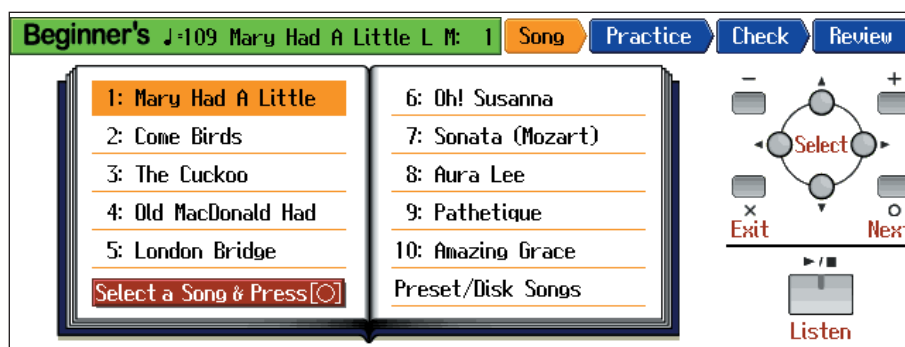 Beginner's ♩=109 Mary Had A Little L M: 1 Song Practice Check Review
1: Mary Had A Little
2: Come Birds
3: The Cuckoo
4: Old MacDonald Had
5: London Bridge
Select a Song & Press[○]
6: Oh! Susanna
7: Sonata (Mozart)
8: Aura Lee
9: Pathetique
10: Amazing Grace
Preset/Disk Songs
− +
Select
× ○
Exit Next
►/■
Listen